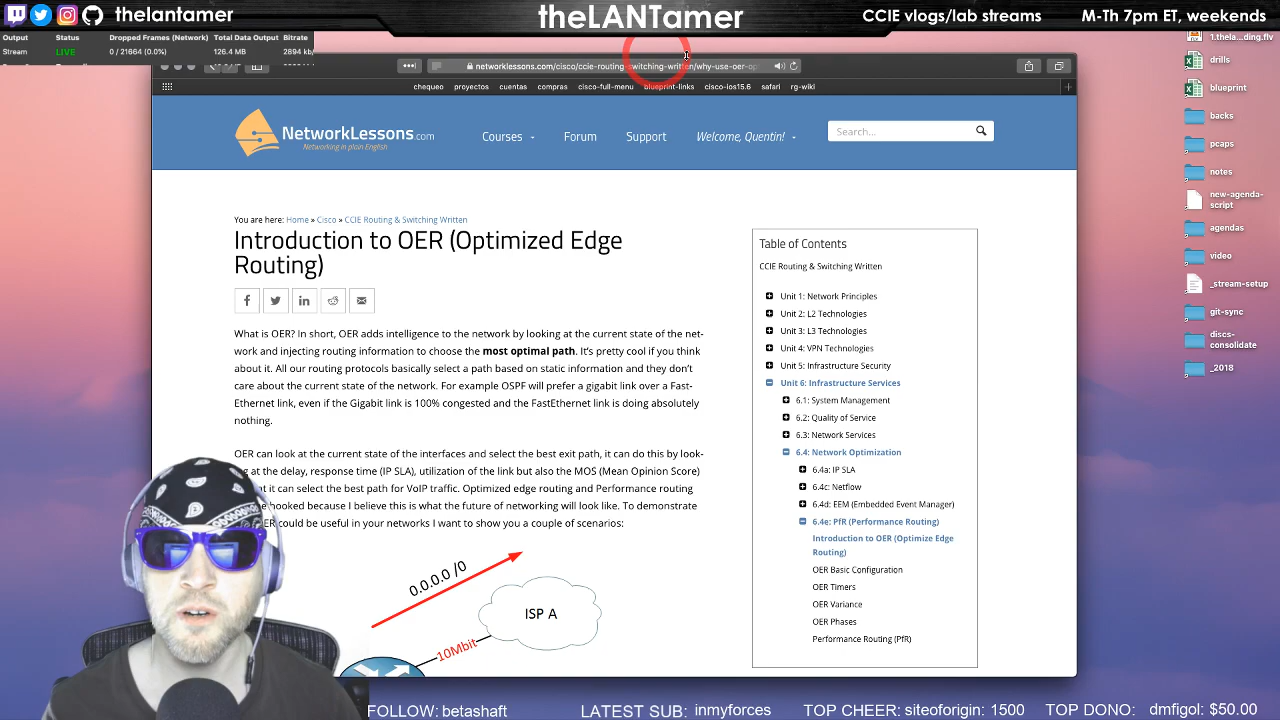 thelantamer
theLANTamer
CCIE vlogs/lab streams
M-Th 7pm ET, weekends
Output
Status
Dropped Frames (Network)
Total Data Output
Bitrate
Stream
LIVE
0 / 21664 (0.0%)
126.4 MB
2894 kb/
networklessons.com/cisco/ccie-routing-switching-written/why-use-oer-op
chequeo
proyectos
cuentas
compras
cisco-full-menu
blueprint-links
cisco-ios15.6
safari
rg-wiki
NetworkLessons.com
Networking in plain English
Courses
Forum
Support
Welcome, Quentin!
Search...
You are here: Home » Cisco » CCIE Routing & Switching Written
Introduction to OER (Optimized Edge
Routing)
What is OER? In short, OER adds intelligence to the network by looking at the current state of the net-
work and injecting routing information to choose the most optimal path. It's pretty cool if you think
about it. All our routing protocols basically select a path based on static information and they don't
care about the current state of the network. For example OSPF will prefer a gigabit link over a Fast-
Ethernet link, even if the Gigabit link is 100% congested and the FastEthernet link is doing absolutely
nothing.
OER can look at the current state of the interfaces and select the best exit path, it can do this by look-
g at the delay, response time (IP SLA), utilization of the link but also the MOS (Mean Opinion Score)
t it can select the best path for VoIP traffic. Optimized edge routing and Performance routing
e hooked because I believe this is what the future of networking will look like. To demonstrate
ER could be useful in your networks I want to show you a couple of scenarios:
0.0.0.0 /0
ISP A
10Mbit
Table of Contents
CCIE Routing & Switching Written
Unit 1: Network Principles
Unit 2: L2 Technologies
Unit 3: L3 Technologies
Unit 4: VPN Technologies
Unit 5: Infrastructure Security
Unit 6: Infrastructure Services
6.1: System Management
6.2: Quality of Service
6.3: Network Services
6.4: Network Optimization
6.4a: IP SLA
6.4c: Netflow
6.4d: EEM (Embedded Event Manager)
6.4e: PfR (Performance Routing)
Introduction to OER (Optimize Edge
Routing)
OER Basic Configuration
OER Timers
OER Variance
OER Phases
Performance Routing (PfR)
1.thela...ding.flv
drills
blueprint
backs
pcaps
notes
new-agenda-
script
agendas
video
_stream-setup
git-sync
discs-
consolidate
_2018
FOLLOW: betashaft
LATEST SUB: inmyforces
TOP CHEER: siteoforigin: 1500
TOP DONO: dmfigol: $50.00